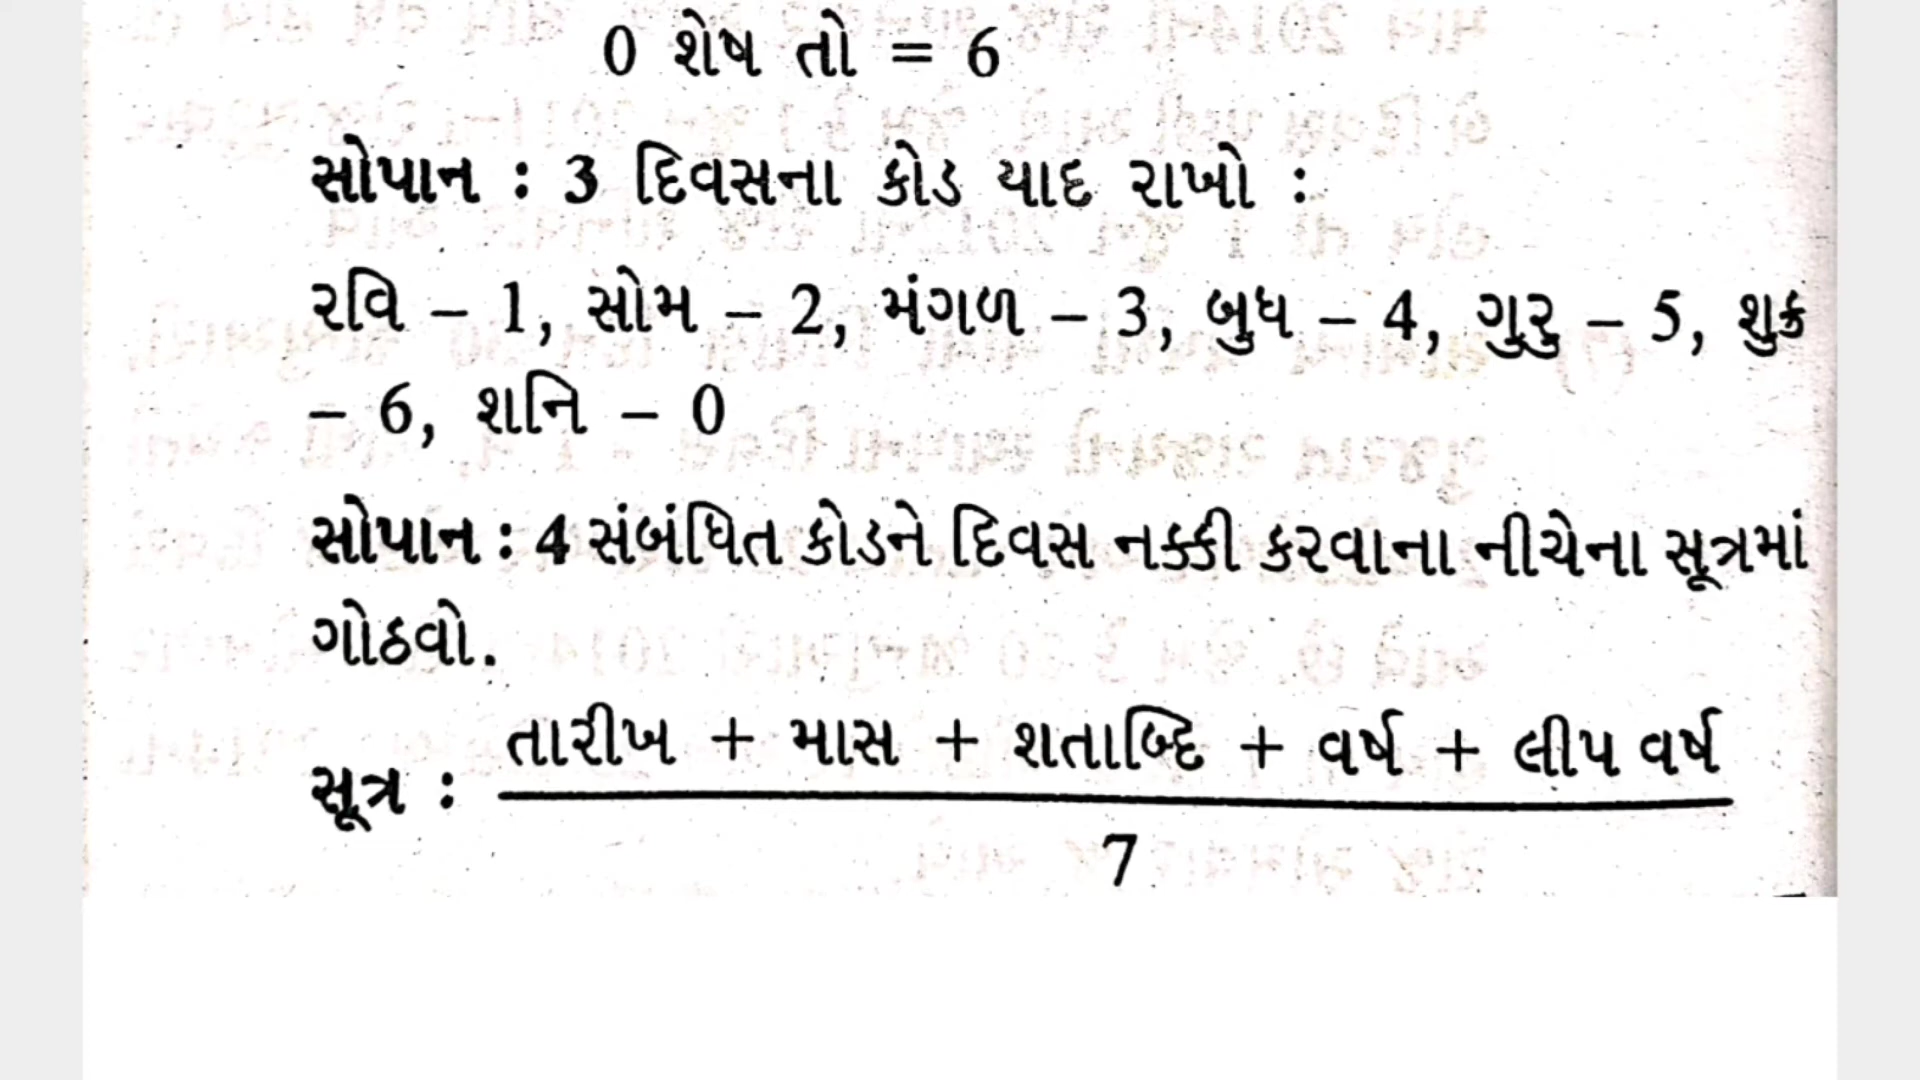 0 શેષ તો = 6
સોપાન : 3 દિવસના કોડ યાદ રાખો :
રવિ – 1, સોમ – 2, મંગળ – 3, બુધ – 4, ગુરુ – 5, શુક્ર
– 6, શનિ – 0
સોપાન : 4 સંબંધિત કોડને દિવસ નક્કી કરવાના નીચેના સૂત્રમાં
ગોઠવો.
સૂત્ર : તારીખ + માસ + શતાબ્દિ + વર્ષ + લીપ વર્ષ
7